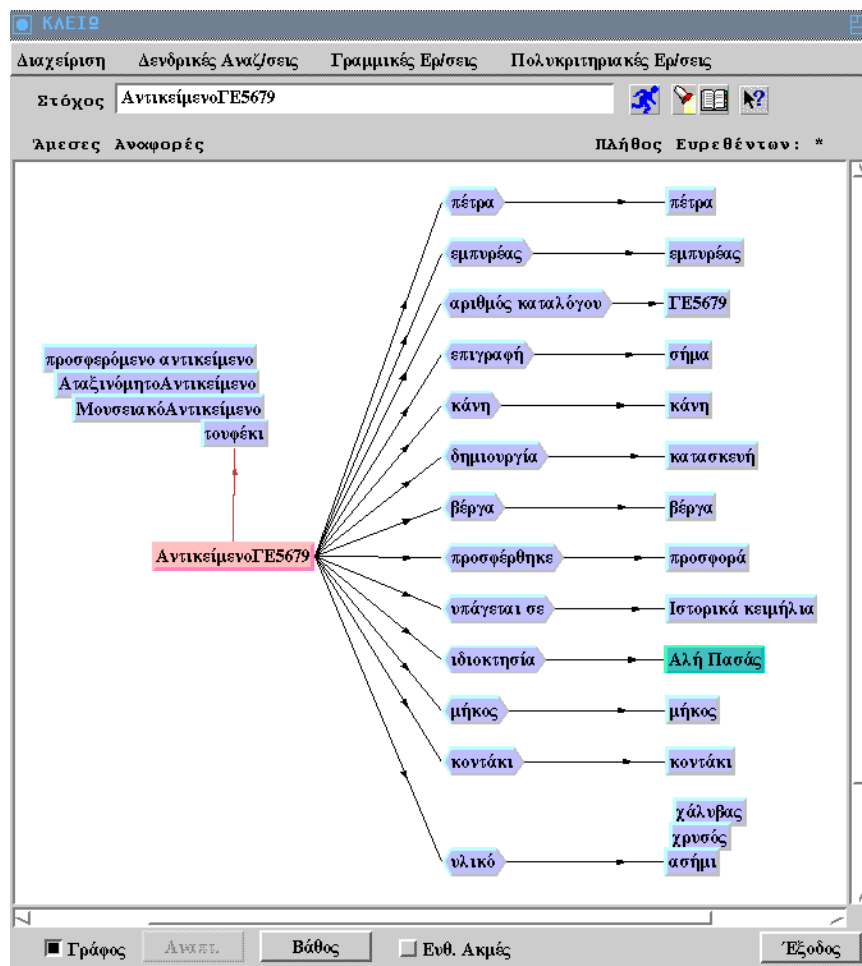 ΚΛΕΙΩ
Διαχείριση Δενδρικές Αναζ/σεις Γραμμικές Ερ/σεις Πολυκριτηριακές Ερ/σεις
Στόχος ΑντικείμενοΓΕ5679
Άμεσες Αναφορές Πλήθος Ευρεθέντων: *
πέτρα πέτρα
εμπυρέας εμπυρέας
αριθμός καταλόγου ΓΕ5679
επιγραφή σήμα
προσφερόμενο αντικείμενο
ΑταξινόμητοΑντικείμενο
ΜουσειακόΑντικείμενο
τουφέκι
κάνη κάνη
δημιουργία κατασκευή
βέργα βέργα
ΑντικείμενοΓΕ5679
προσφέρθηκε προσφορά
υπάγεται σε Ιστορικά κειμήλια
ιδιοκτησία Αλή Πασάς
μήκος μήκος
κοντάκι κοντάκι
χάλυβας
χρυσός
υλικό ασήμι
Γράφος Αναπτ. Βάθος Ευθ. Ακμές Έξοδος